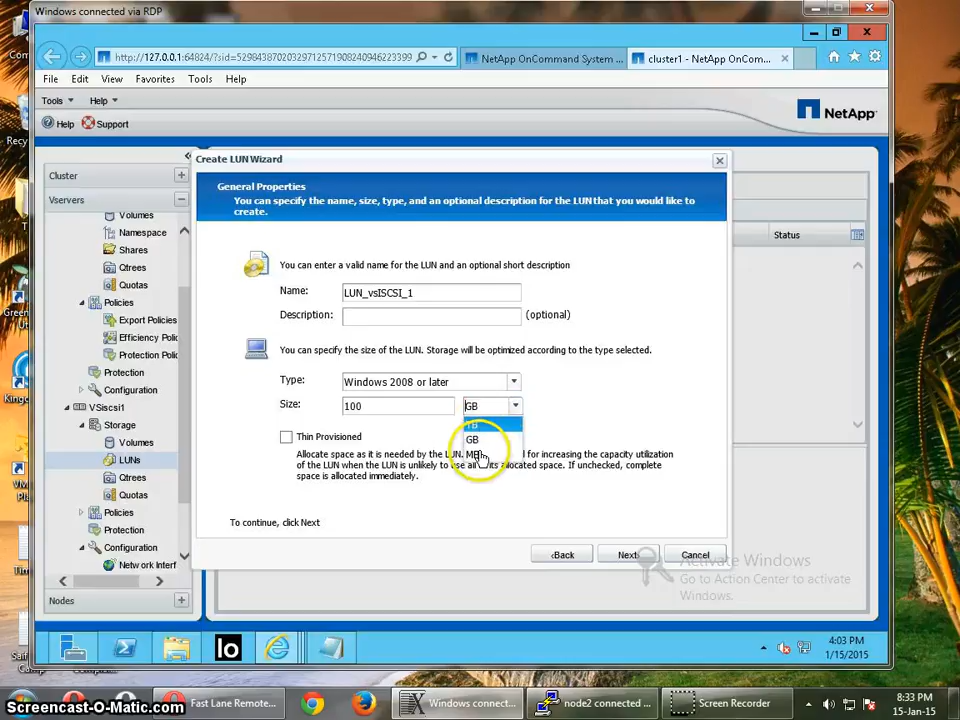 Windows connected via RDP
http://127.0.0.1:64824/?sid=529843870203297125719082094622339​9
NetApp OnCommand System ...
cluster1 - NetApp OnCom...
File Edit View Favorites Tools Help
Tools Help
Help Support
NetApp
Create LUN Wizard
Cluster
General Properties
You can specify the name, size, type, and an optional description for the LUN that you would like to
create.
Vservers
Volumes
Namespace
Status
Shares
Qtrees
Quotas
You can enter a valid name for the LUN and an optional short description
Name: LUN_vsISCSI_1
Description: (optional)
Policies
Export Policies
Efficiency Polic
Protection Polic
Protection
Configuration
VSiscsi1
Storage
Volumes
LUNs
Qtrees
Quotas
Policies
Protection
Configuration
Network Interf
Nodes
You can specify the size of the LUN. Storage will be optimized according to the type selected.
Type: Windows 2008 or later
Size: 100 GB
TB
GB
MB
Thin Provisioned
Allocate space as it is needed by the LUN. for increasing the capacity utilization
of the LUN when the LUN is unlikely to use all its allocated space. If unchecked, complete
space is allocated immediately.
To continue, click Next
<Back Next> Cancel
Activate Windows
Go to Action Center to activate
Windows.
4:03 PM
1/15/2015
Fast Lane Remote...
Windows connect...
node2 connected ...
Screen Recorder
8:33 PM
15-Jan-15
Screencast-O-Matic.com